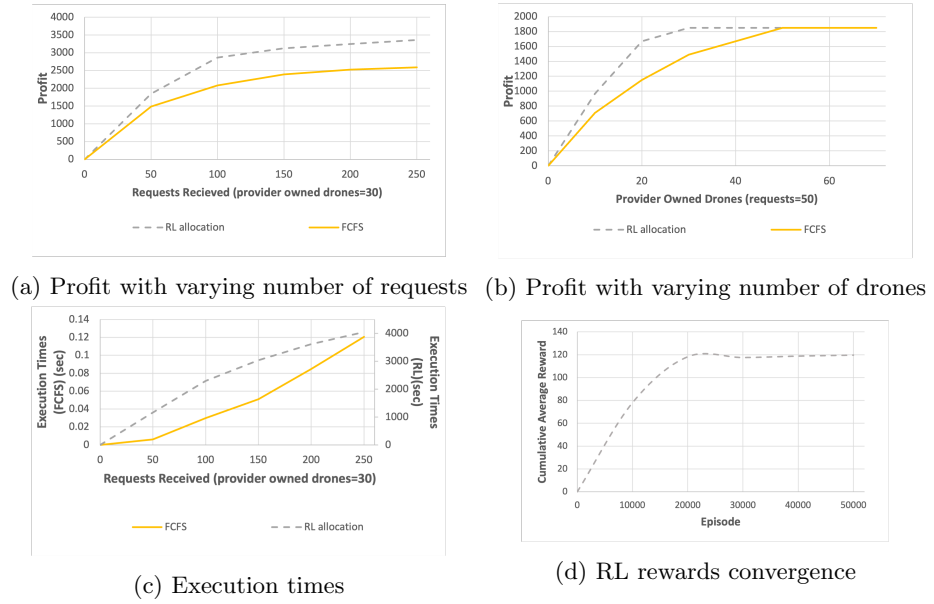 4000
3500
3000
2500
2000
1500
1000
500
0
Profit
0 50 100 150 200 250
Requests Recieved (provider owned drones=30)
RL allocation FCFS
(a) Profit with varying number of requests
2000
1800
1600
1400
1200
1000
800
600
400
200
0
Profit
0 20 40 60
Provider Owned Drones (requests=50)
RL allocation FCFS
(b) Profit with varying number of drones
0.14
0.12
0.1
0.08
0.06
0.04
0.02
0
Execution Times
(FCFS) (sec)
4000
3000
2000
1000
0
Execution Times
(RL)(sec)
0 50 100 150 200 250
Requests Received (provider owned drones=30)
FCFS RL allocation
(c) Execution times
140
120
100
80
60
40
20
0
Cumulative Average Reward
0 10000 20000 30000 40000 50000
Episode
(d) RL rewards convergence